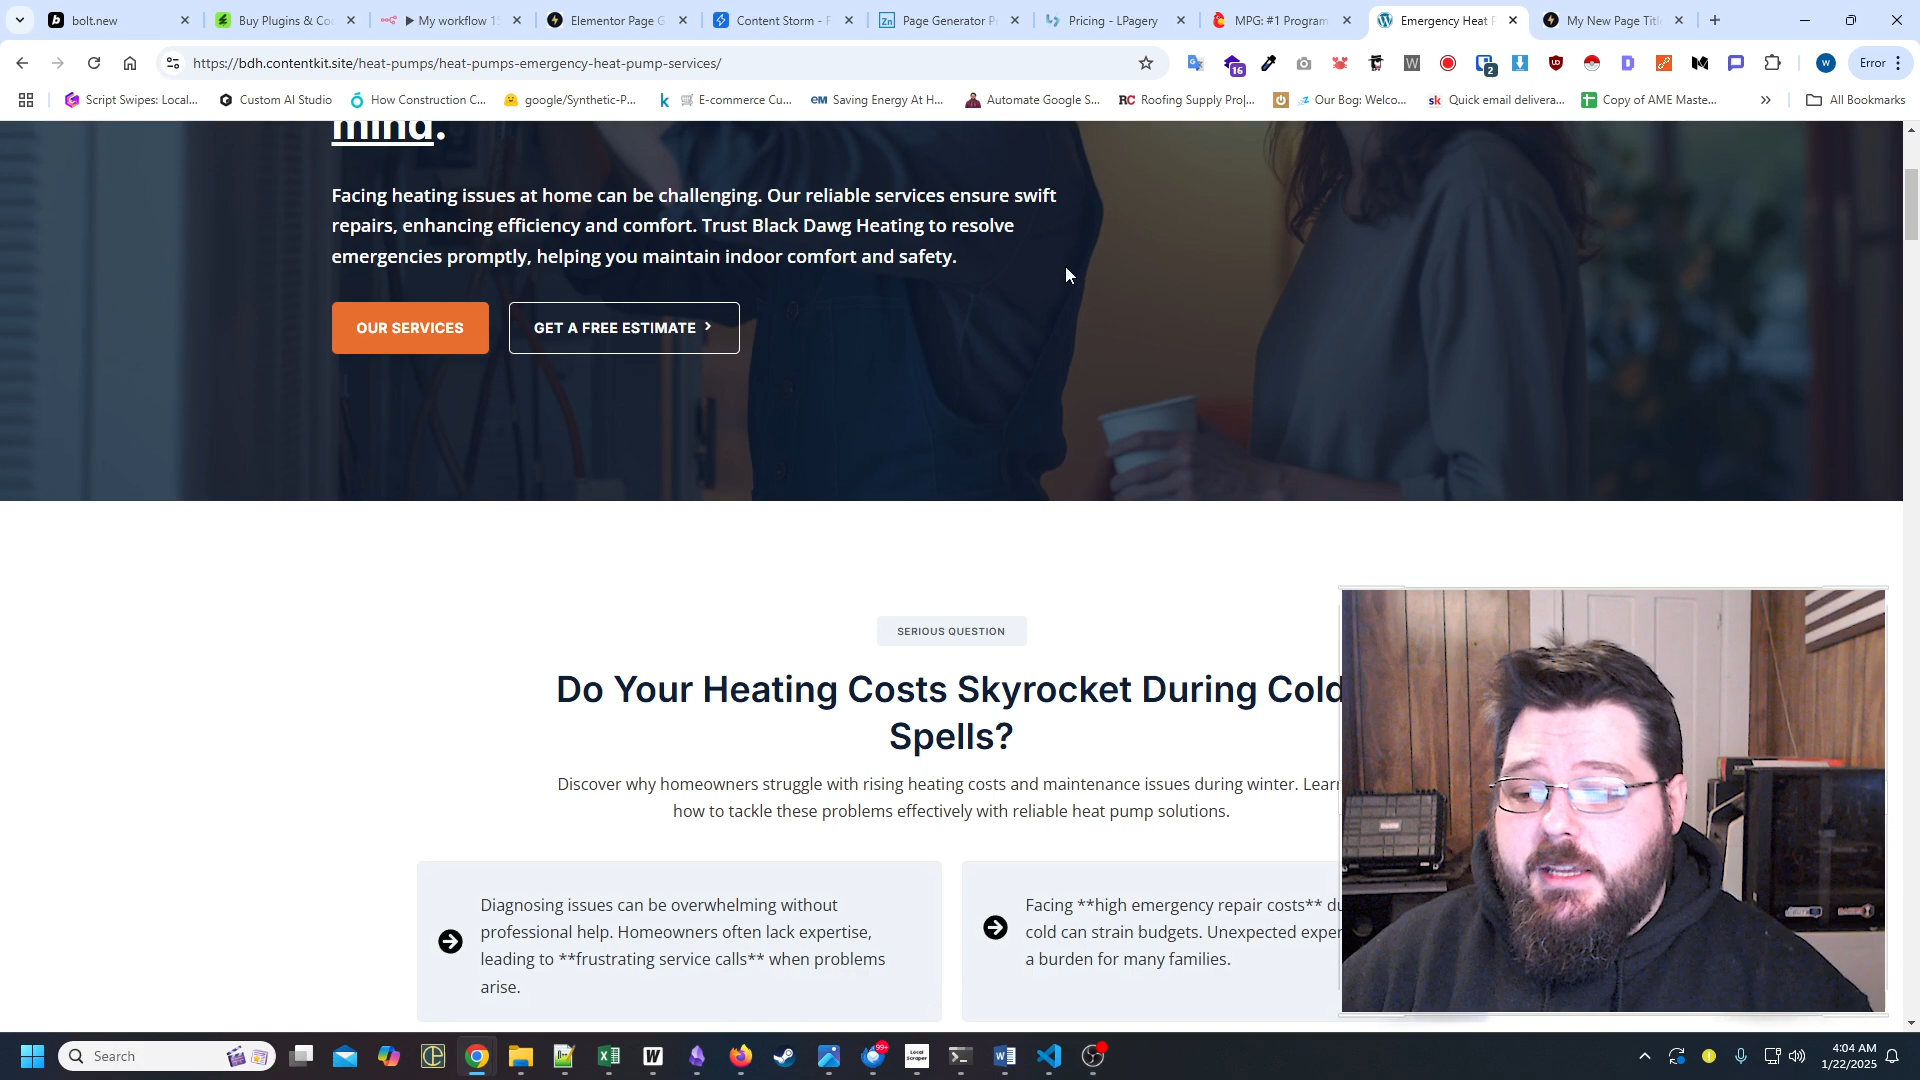 bolt.new
Buy Plugins & Co
▶ My workflow 1
Elementor Page G
Content Storm - F
Page Generator P
Pricing - LPagery
MPG: #1 Program
Emergency Heat P
My New Page Titl
https://bdh.contentkit.site/heat-pumps/heat-pumps-emergency-heat-pump-services/
16
2
Error
Script Swipes: Local...
Custom AI Studio
How Construction C...
google/Synthetic-P...
E-commerce Cu...
Saving Energy At H...
Automate Google S...
Roofing Supply Pro|...
Our Bog: Welco...
Quick email delivera...
Copy of AME Maste...
All Bookmarks
mind.
Facing heating issues at home can be challenging. Our reliable services ensure swift
repairs, enhancing efficiency and comfort. Trust Black Dawg Heating to resolve
emergencies promptly, helping you maintain indoor comfort and safety.
OUR SERVICES
GET A FREE ESTIMATE
SERIOUS QUESTION
Do Your Heating Costs Skyrocket During Cold
Spells?
Discover why homeowners struggle with rising heating costs and maintenance issues during winter. Learn
how to tackle these problems effectively with reliable heat pump solutions.
Diagnosing issues can be overwhelming without
professional help. Homeowners often lack expertise,
leading to **frustrating service calls** when problems
arise.
Facing **high emergency repair costs** du
cold can strain budgets. Unexpected exper
a burden for many families.
Search
99+
4:04 AM
1/22/2025